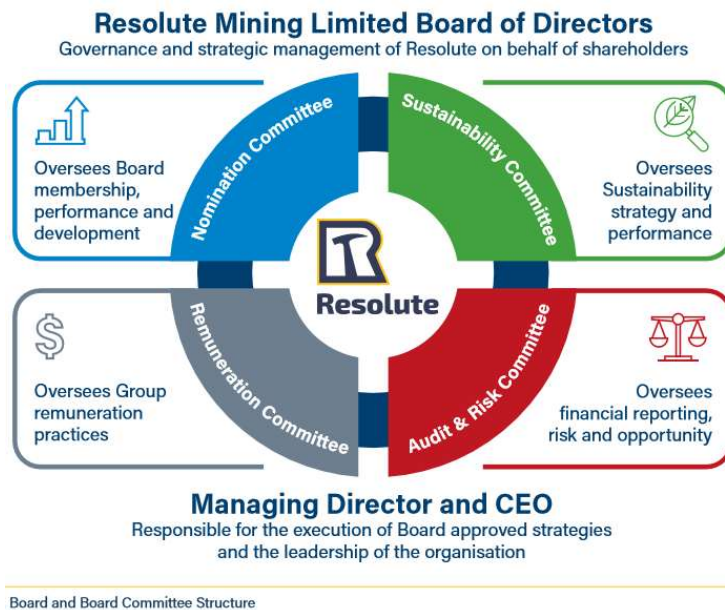 Resolute Mining Limited Board of Directors
Governance and strategic management of Resolute on behalf of shareholders
Nomination Committee
Sustainability Committee
Oversees Board
membership,
performance and
development
Oversees
Sustainability
strategy and
performance
R
Resolute
$
Oversees Group
remuneration
practices
Remuneration Committee
Audit & Risk Committee
Oversees
financial reporting,
risk and opportunity
Managing Director and CEO
Responsible for the execution of Board approved strategies
and the leadership of the organisation
Board and Board Committee Structure